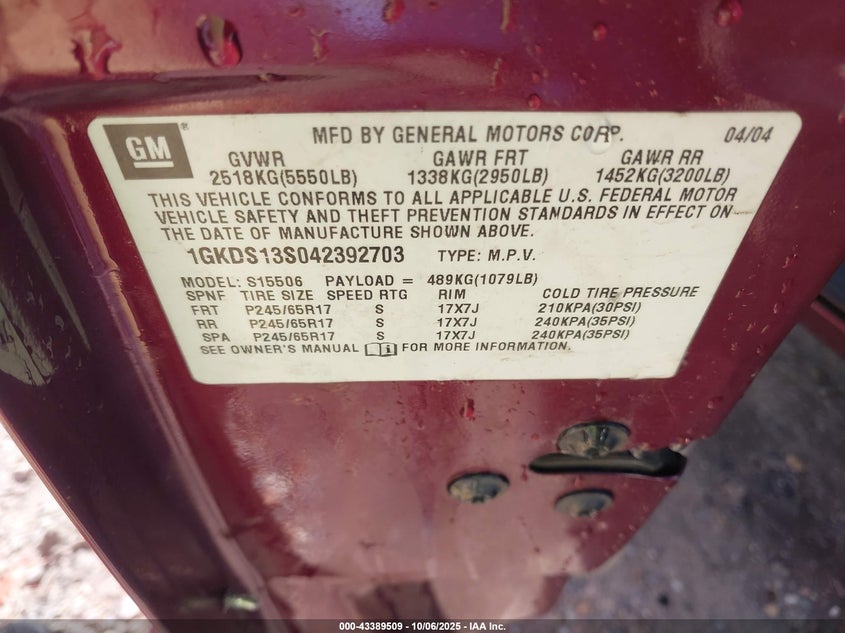 GM ® MFD BY GENERAL MOTORS CORP. 04/04
GVWR GAWR FRT GAWR RR
2518KG(5550LB) 1338KG(2950LB) 1452KG(3200LB)
THIS VEHICLE CONFORMS TO ALL APPLICABLE U.S. FEDERAL MOTOR
VEHICLE SAFETY AND THEFT PREVENTION STANDARDS IN EFFECT ON
THE DATE OF MANUFACTURE SHOWN ABOVE.
1GKDS13S042392703 TYPE: M.P.V.
MODEL: S15506 PAYLOAD = 489KG(1079LB)
SPNF TIRE SIZE SPEED RTG RIM COLD TIRE PRESSURE
FRT P245/65R17 S 17X7J 210KPA(30PSI)
RR P245/65R17 S 17X7J 240KPA(35PSI)
SPA P245/65R17 S 17X7J 240KPA(35PSI)
SEE OWNER'S MANUAL FOR MORE INFORMATION.
000-43389509 - 10/06/2025 - IAA Inc.